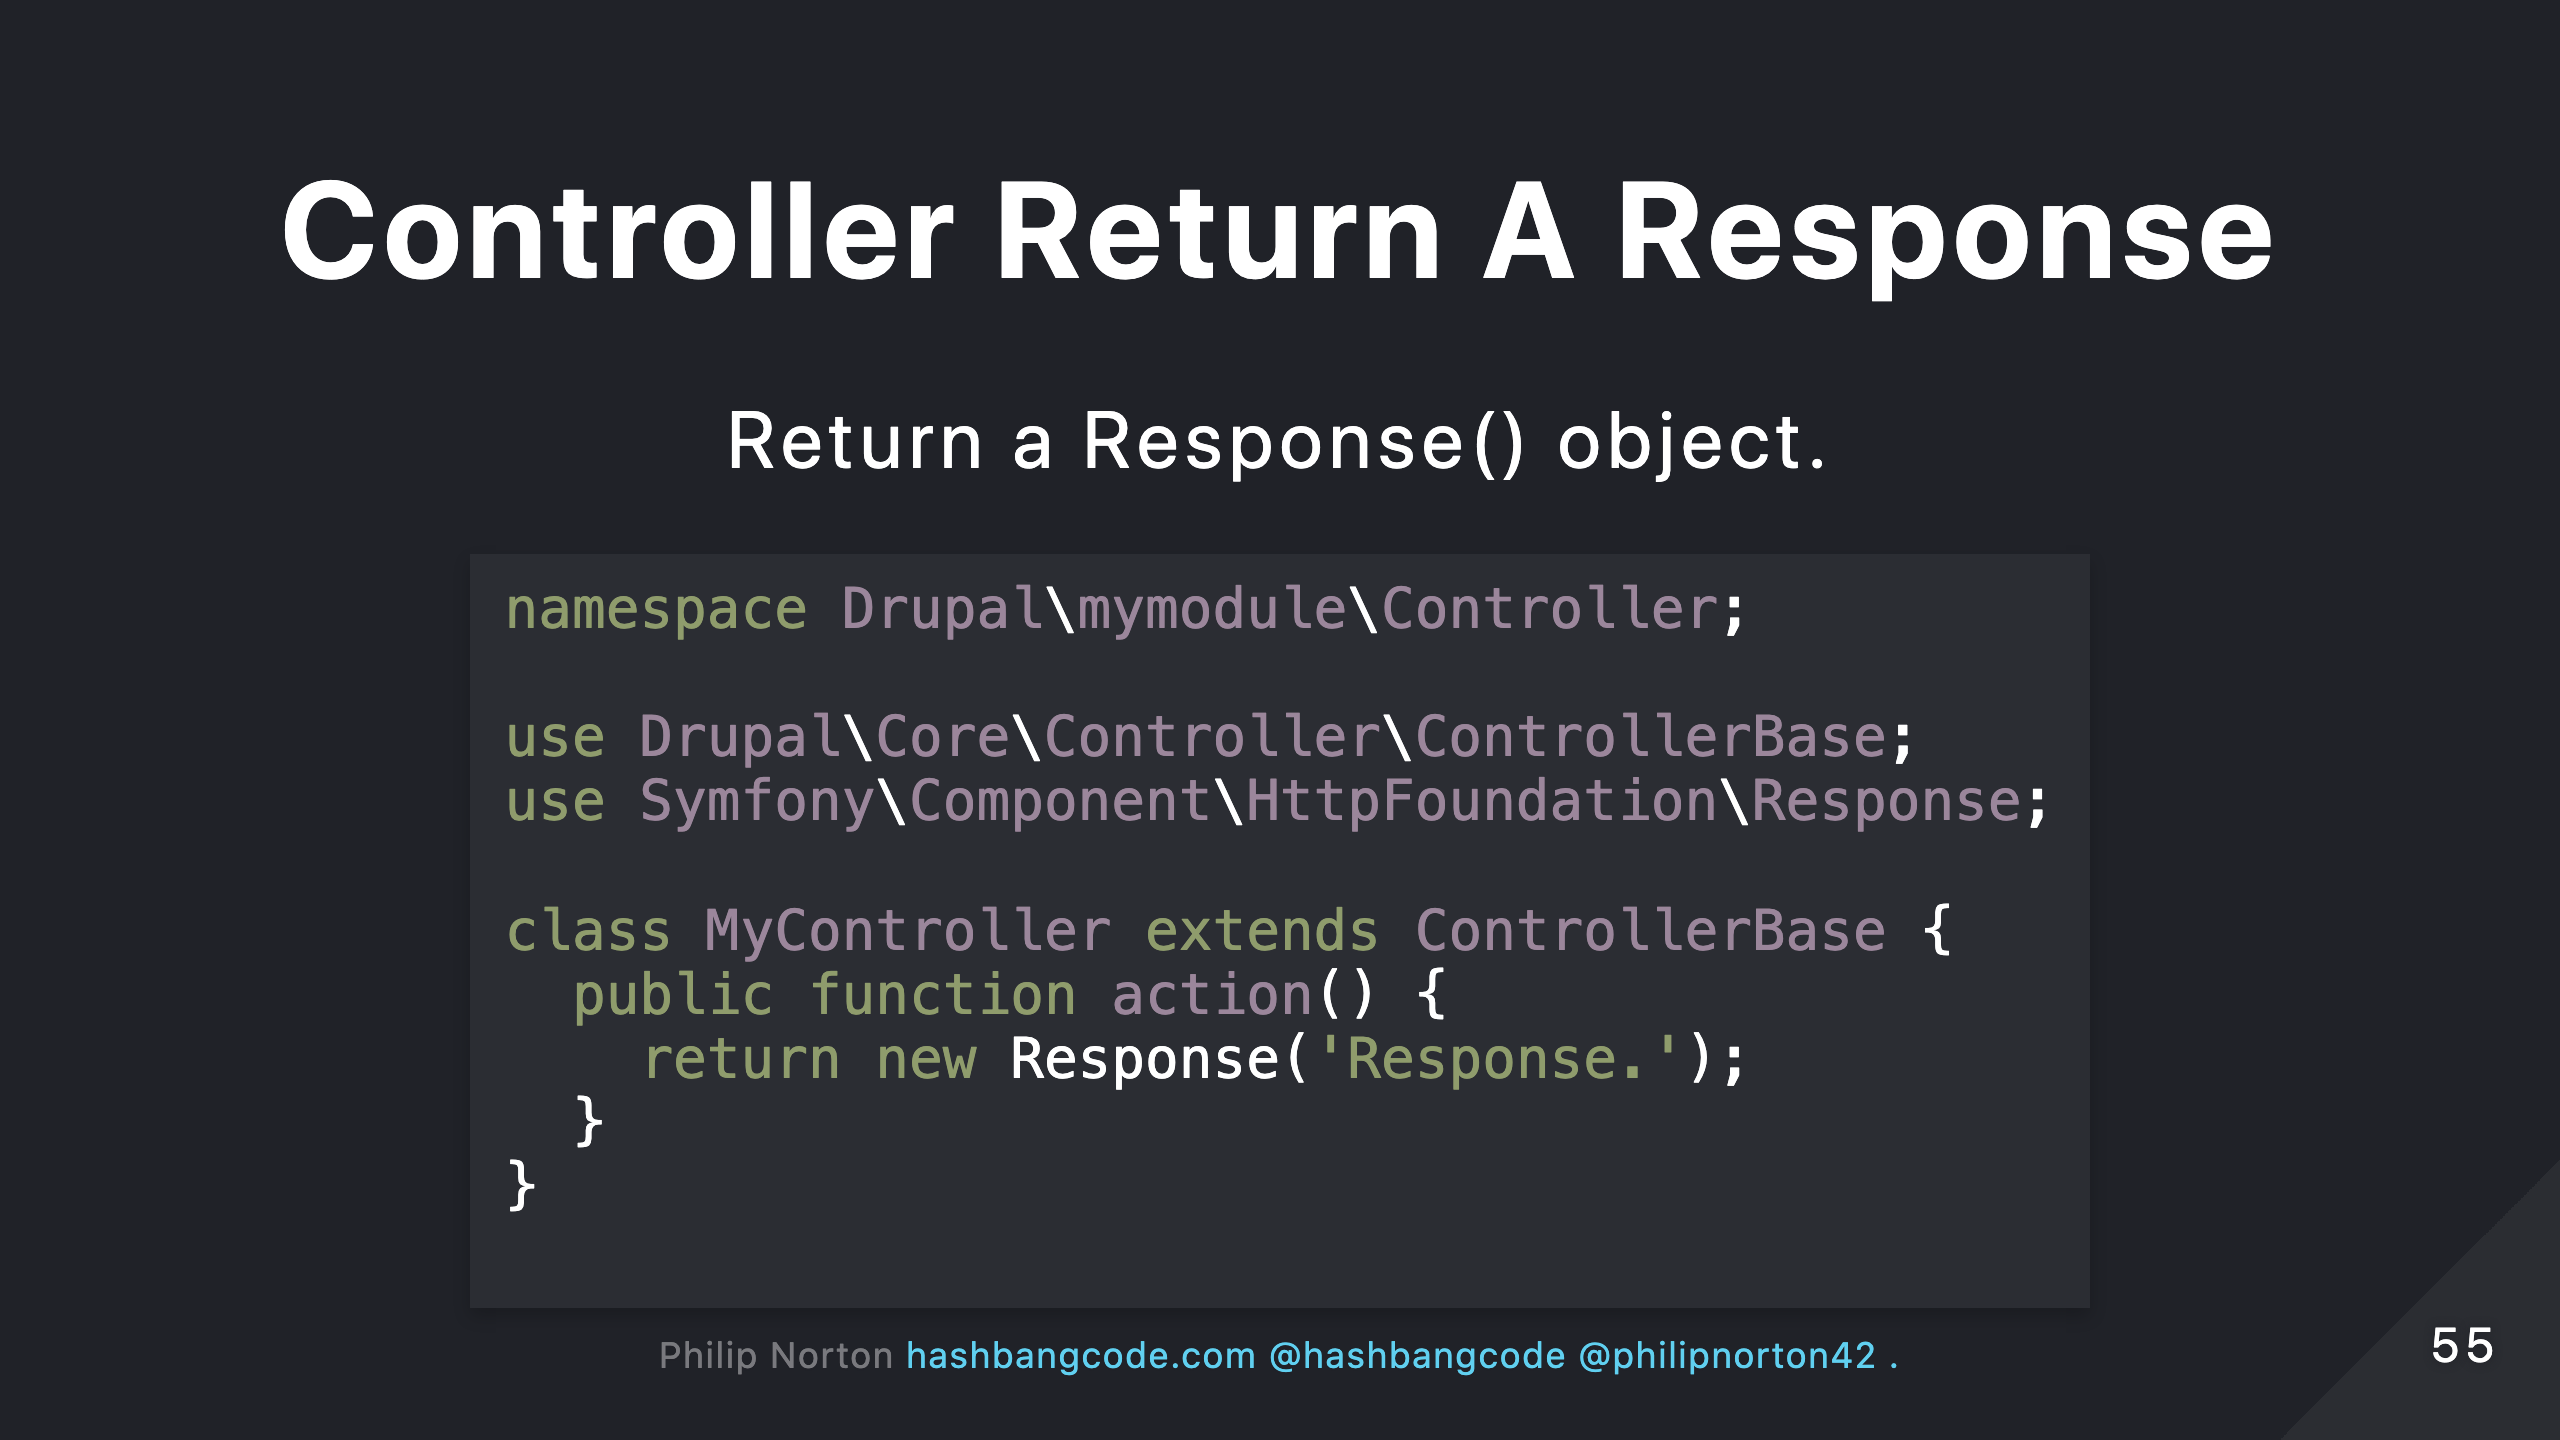 Controller Return A Response
Return a Response() object.
namespace Drupal\mymodule\Controller;
use Drupal\Core\Controller\ControllerBase;
use Symfony\Component\HttpFoundation\Response;
class MyController extends ControllerBase {
  public function action() {
    return new Response('Response.');
  }
}
Philip Norton hashbangcode.com @hashbangcode @philipnorton42 .
55